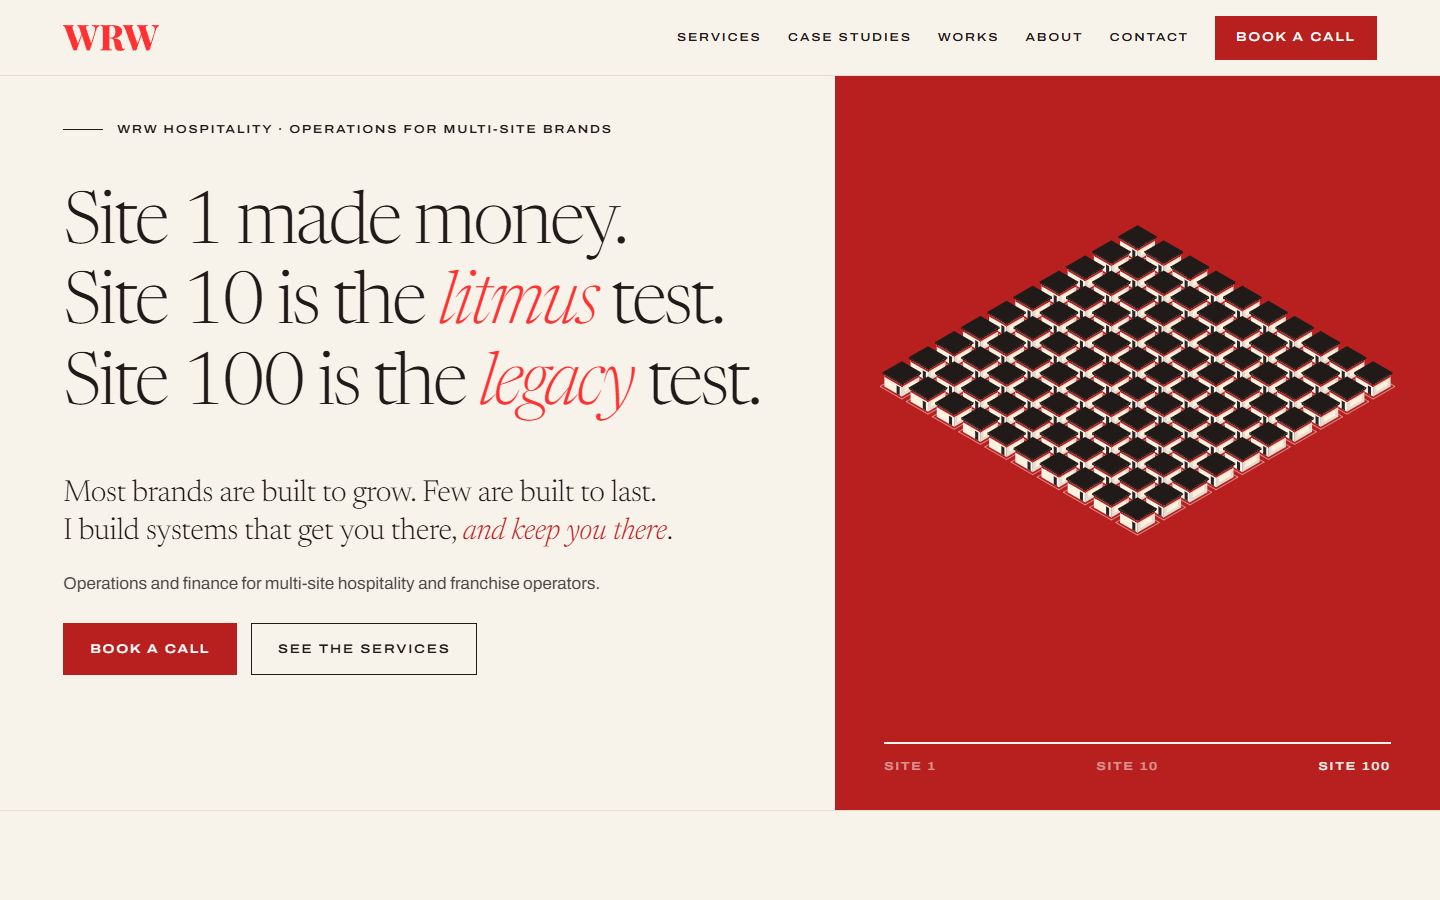 WRW
SERVICES CASE STUDIES WORKS ABOUT CONTACT BOOK A CALL
WRW HOSPITALITY · OPERATIONS FOR MULTI-SITE BRANDS
Site 1 made money.
Site 10 is the litmus test.
Site 100 is the legacy test.
Most brands are built to grow. Few are built to last.
I build systems that get you there, and keep you there.
Operations and finance for multi-site hospitality and franchise operators.
BOOK A CALL SEE THE SERVICES
SITE 1 SITE 10 SITE 100